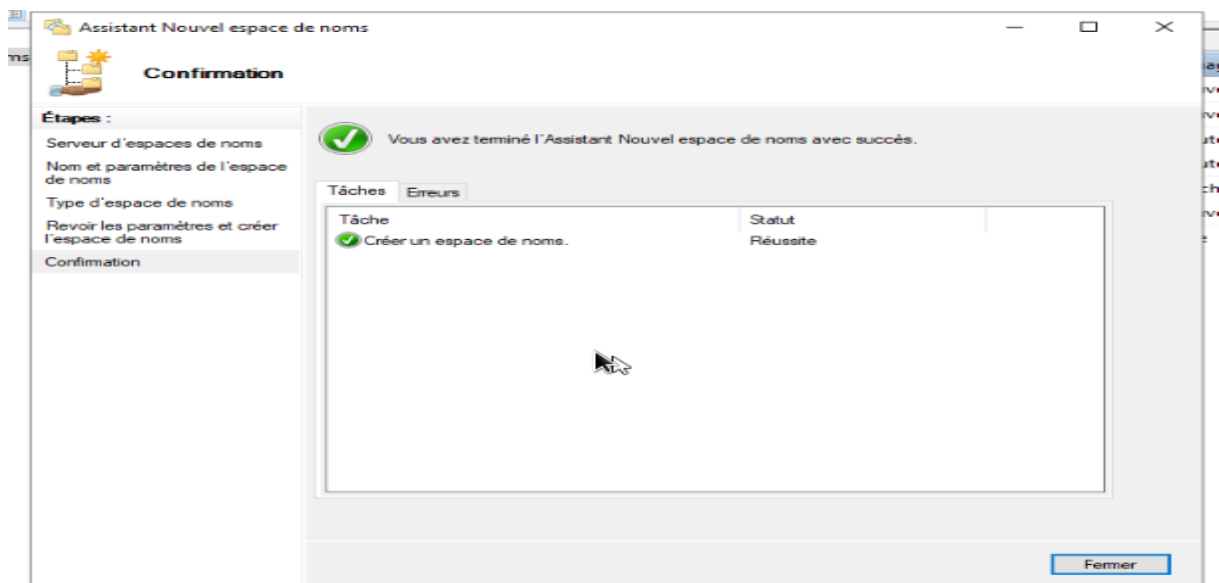 Assistant Nouvel espace de noms
Confirmation
Étapes :
Serveur d'espaces de noms
Nom et paramètres de l'espace
de noms
Type d'espace de noms
Revoir les paramètres et créer
l'espace de noms
Confirmation
Vous avez terminé l'Assistant Nouvel espace de noms avec succès.
Tâches Erreurs
Tâche Statut
Créer un espace de noms. Réussite
Fermer